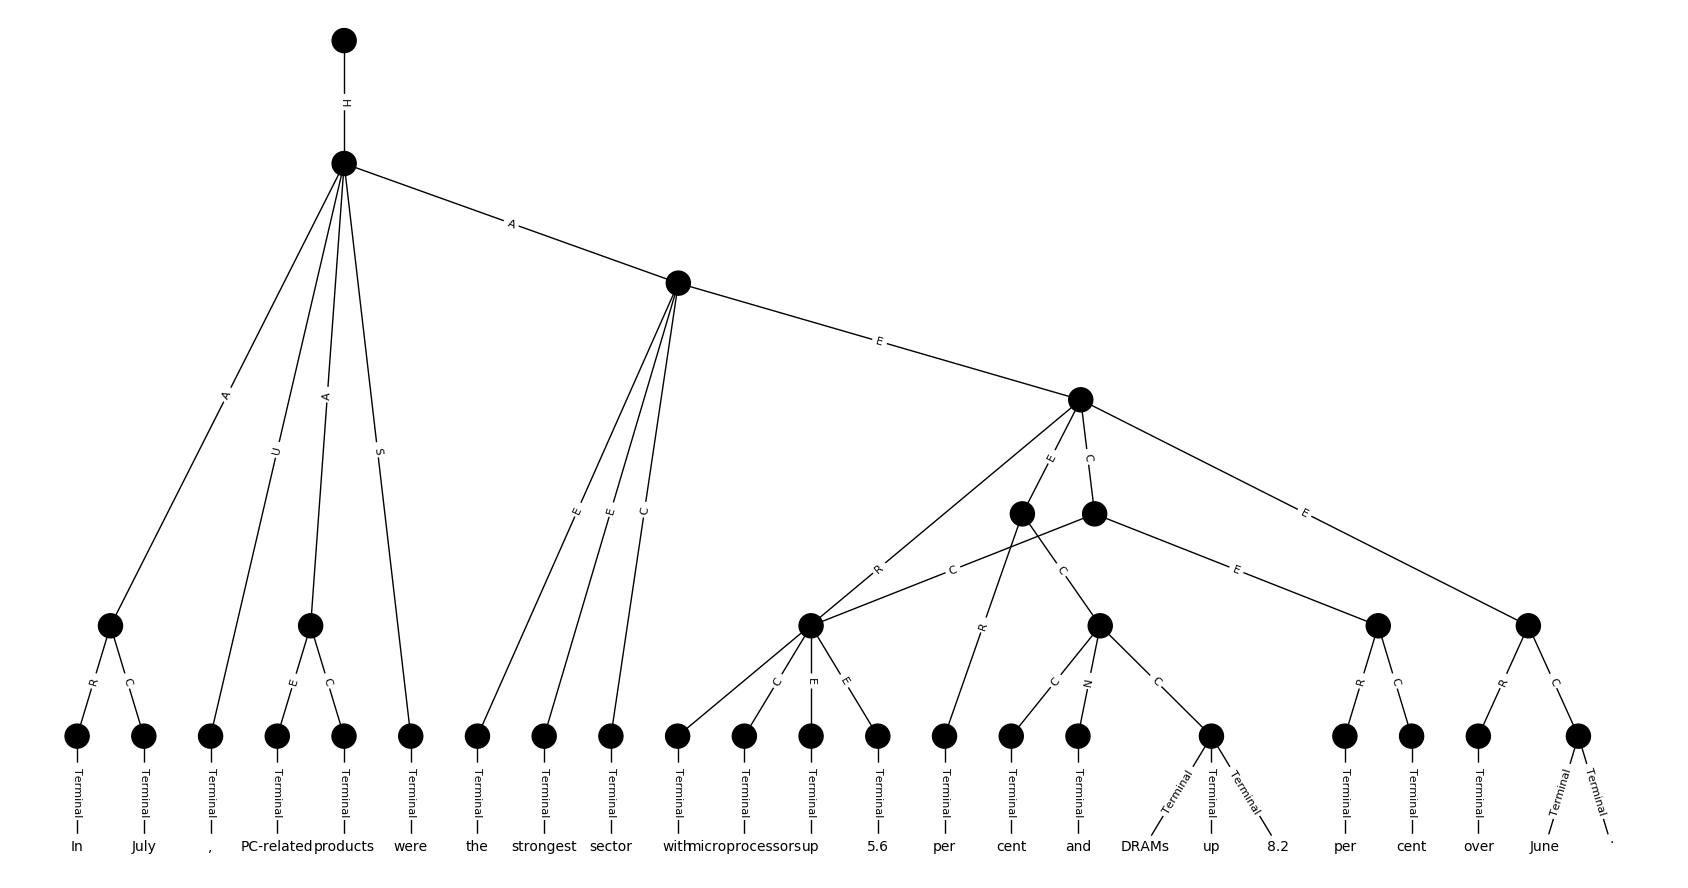 H
A
A U A S E
E E C R E C E
R C C E
R C E C C E E R C N C R C R C
Terminal Terminal Terminal Terminal Terminal Terminal Terminal Terminal Terminal Terminal Terminal Terminal Terminal Terminal Terminal Terminal Terminal Terminal Terminal Terminal Terminal Terminal Terminal Terminal
In July , PC-related products were the strongest sector with microprocessors up 5.6 per cent and DRAMs up 8.2 per cent over June .